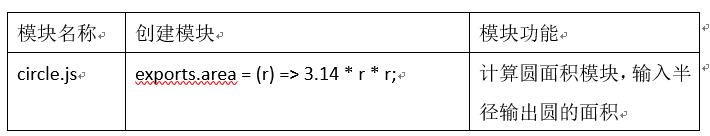 模块名称 创建模块 模块功能
circle.js exports.area = (r) => 3.14 * r * r; 计算圆面积模块，输入半
径输出圆的面积